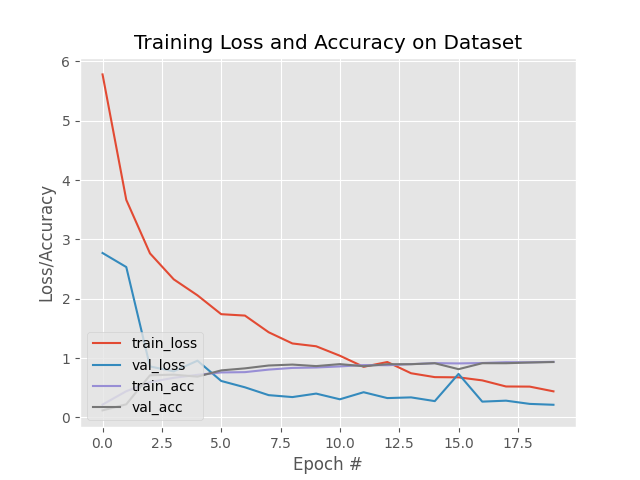 Training Loss and Accuracy on Dataset
6
5
4
3
2
1
0
Loss/Accuracy
train_loss
val_loss
train_acc
val_acc
0.0 2.5 5.0 7.5 10.0 12.5 15.0 17.5
Epoch #